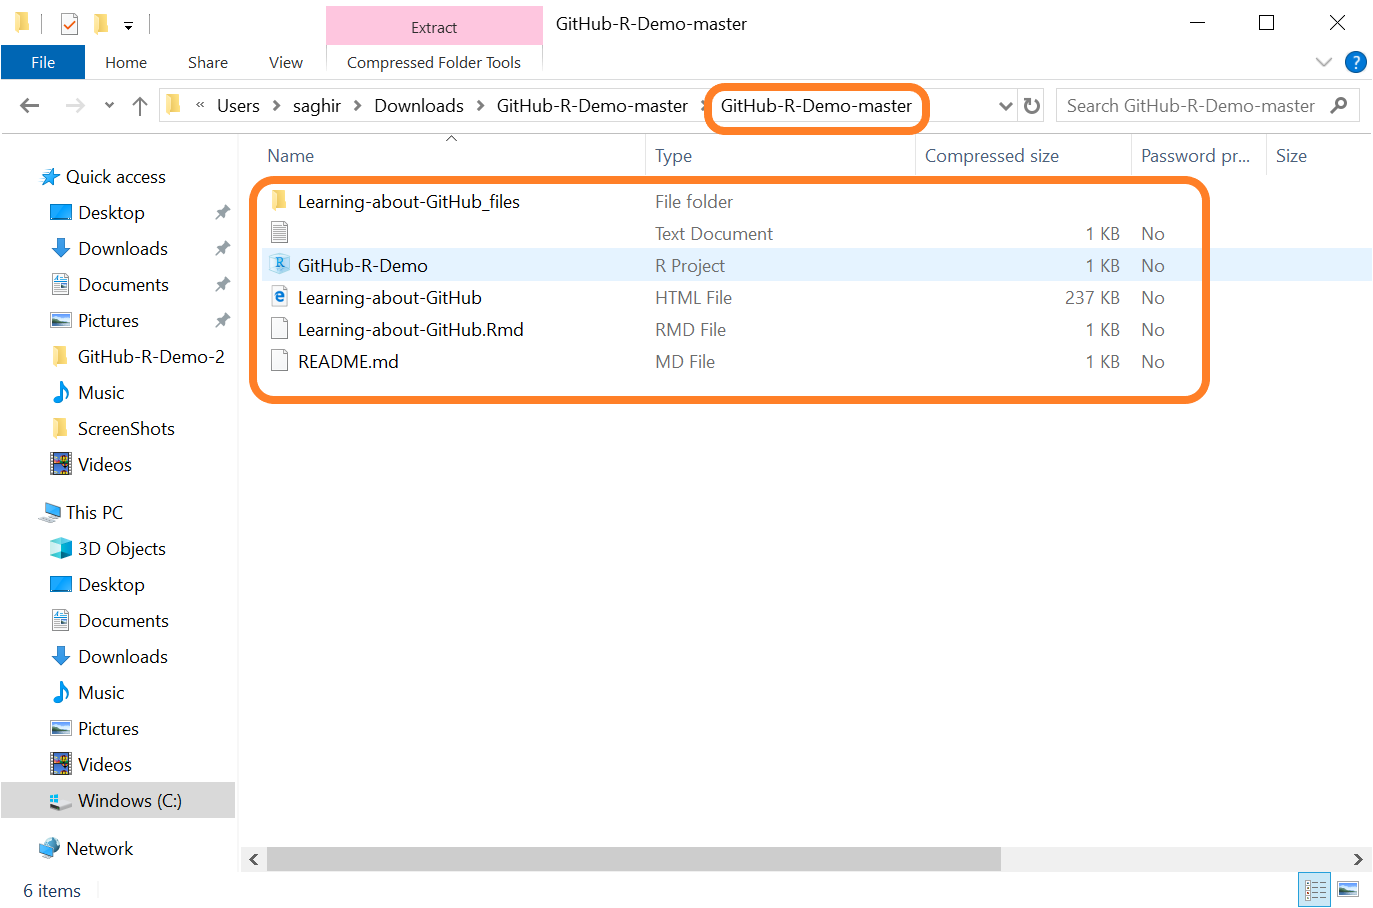 Extract
GitHub-R-Demo-master
File Home Share View Compressed Folder Tools
?
« Users > saghir > Downloads > GitHub-R-Demo-master > GitHub-R-Demo-master
Search GitHub-R-Demo-master
Name Type Compressed size Password pr... Size
Learning-about-GitHub_files File folder
Text Document 1 KB No
GitHub-R-Demo R Project 1 KB No
Learning-about-GitHub HTML File 237 KB No
Learning-about-GitHub.Rmd RMD File 1 KB No
README.md MD File 1 KB No
Quick access
Desktop
Downloads
Documents
Pictures
GitHub-R-Demo-2
Music
ScreenShots
Videos
This PC
3D Objects
Desktop
Documents
Downloads
Music
Pictures
Videos
Windows (C:)
Network
6 items